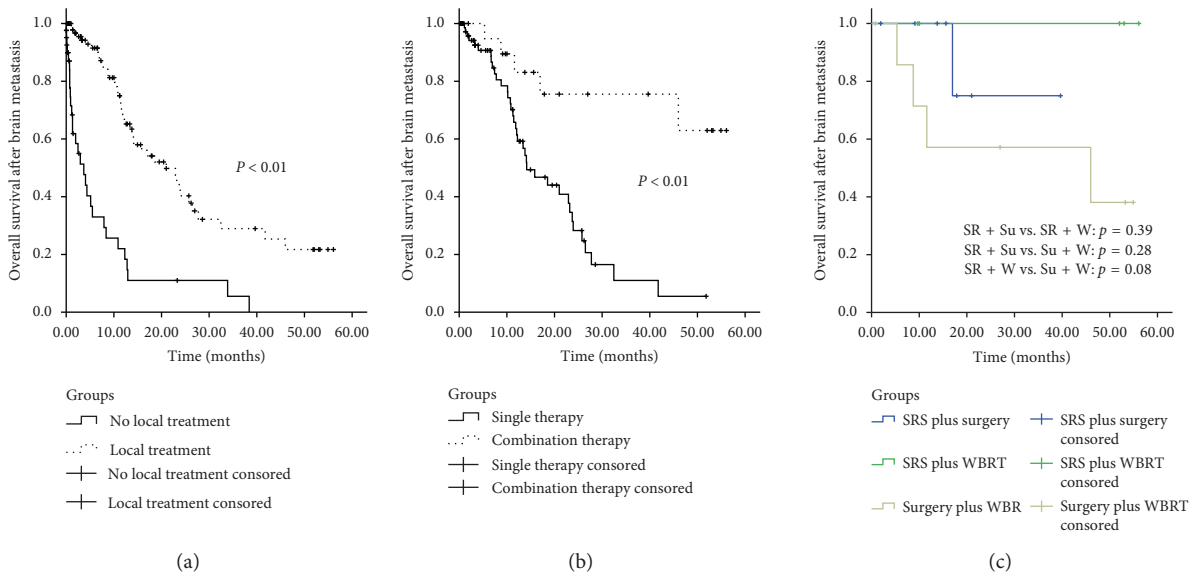 1.0
0.8
0.6
0.4
0.2
0.0
Overall survival after brain metastasis
P < 0.01
0.00 10.00 20.00 30.00 40.00 50.00 60.00
Time (months)
Groups
No local treatment
Local treatment
No local treatment consored
Local treatment consored
(a)
1.0
0.8
0.6
0.4
0.2
0.0
Overall survival after brain metastasis
P < 0.01
0.00 10.00 20.00 30.00 40.00 50.00 60.00
Time (months)
Groups
Single therapy
Combination therapy
Single therapy consored
Combination therapy consored
(b)
1.0
0.8
0.6
0.4
0.2
0.0
Overall survival after brain metastasis
SR + Su vs. SR + W: p = 0.39
SR + Su vs. Su + W: p = 0.28
SR + W vs. Su + W: p = 0.08
0.00 10.00 20.00 30.00 40.00 50.00 60.00
Time (months)
Groups
SRS plus surgery
SRS plus WBRT
Surgery plus WBR
SRS plus surgery
consored
SRS plus WBRT
consored
Surgery plus WBRT
consored
(c)